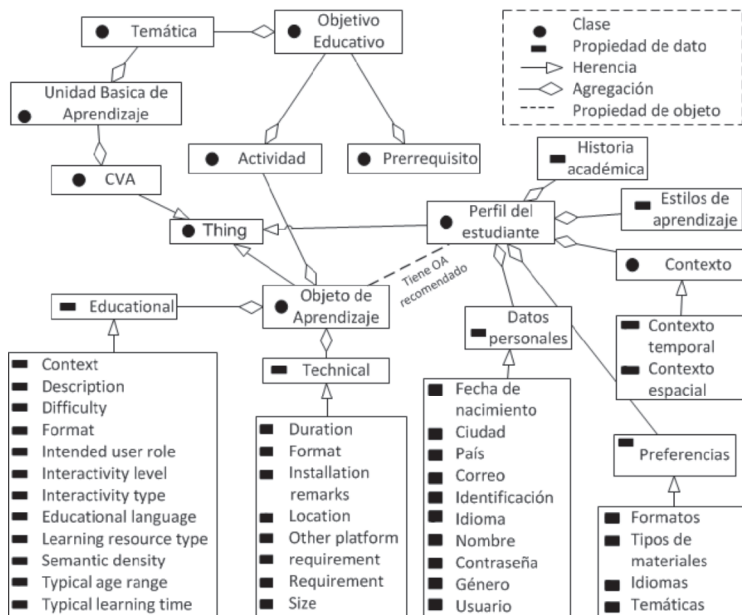 Temática
Objetivo
Educativo
Clase
Propiedad de dato
Herencia
Agregación
Propiedad de objeto
Unidad Basica de
Aprendizaje
Actividad
Prerrequisito
Historia
académica
CVA
Estilos de
aprendizaje
Thing
Perfil del
estudiante
Tiene OA
recomendado
Contexto
Educational
Objeto de
Aprendizaje
Datos
personales
Contexto
temporal
Contexto
espacial
Technical
Context
Description
Difficulty
Format
Intended user role
Interactivity level
Interactivity type
Educational language
Learning resource type
Semantic density
Typical age range
Typical learning time
Duration
Format
Installation
remarks
Location
Other platform
requirement
Requirement
Size
Fecha de
nacimiento
Ciudad
País
Correo
Identificación
Idioma
Nombre
Contraseña
Género
Usuario
Preferencias
Formatos
Tipos de
materiales
Idiomas
Temáticas